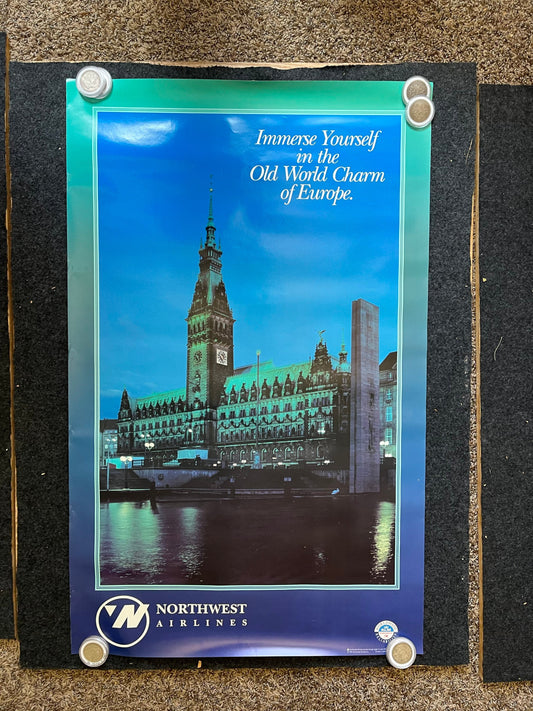 Immerse Yourself
in the
Old World Charm
of Europe.
NORTHWEST
AIRLINES